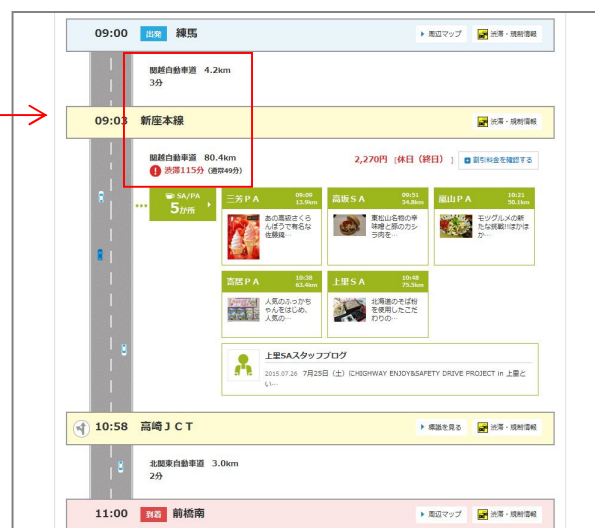 09:00 出発 練馬 周辺マップ 渋滞・規制情報
関越自動車道 4.2km
3分
09:03 新座本線 渋滞・規制情報
関越自動車道 80.4km
渋滞115分 (通常49分)
2,270円 [休日(終日)] 割引料金を確認する
SA/PA
5か所
三芳ＰＡ 09:09
13.9km
あの高級さくら
んぼうで有名な
佐藤錦…
高坂ＳＡ 09:51
34.8km
東松山名物の辛
味噌と豚のカシ
ラ肉を…
嵐山ＰＡ 10:21
50.1km
モツグルメの新
たな挑戦!!ほかほ
か…
寄居ＰＡ 10:38
63.4km
人気のふっかち
ゃんをはじめ、
人気の…
上里ＳＡ 10:48
75.5km
北海道のそば粉
を使用したこだ
わりの…
上里SAスタッフブログ
2015.07.26 7月25日（土）にHIGHWAY ENJOY&SAFETY DRIVE PROJECT in 上里と
い…
10:58 高崎ＪＣＴ 標識を見る 渋滞・規制情報
北関東自動車道 3.0km
2分
11:00 到着 前橋南 周辺マップ 渋滞・規制情報